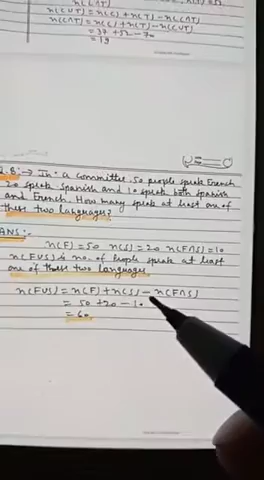 n(C∪T) = n(C) + n(T) - n(C∩T)
n(C∩T) = n(C) + n(T) - n(C∪T)
= 37 + 52 - 70
= 19
Q.8:→ In a committee, 50 people speak French
20 speak Spanish and 10 speak both spanish
and French. How many speak at least one of
these two languages?
ANS:-
n(F)=50 n(S)=20 n(F∩S)=10
n(F∪S) is no. of people speak at least
one of these two languages
n(F∪S) = n(F) + n(S) - n(F∩S)
= 50 + 20 - 10
= 60